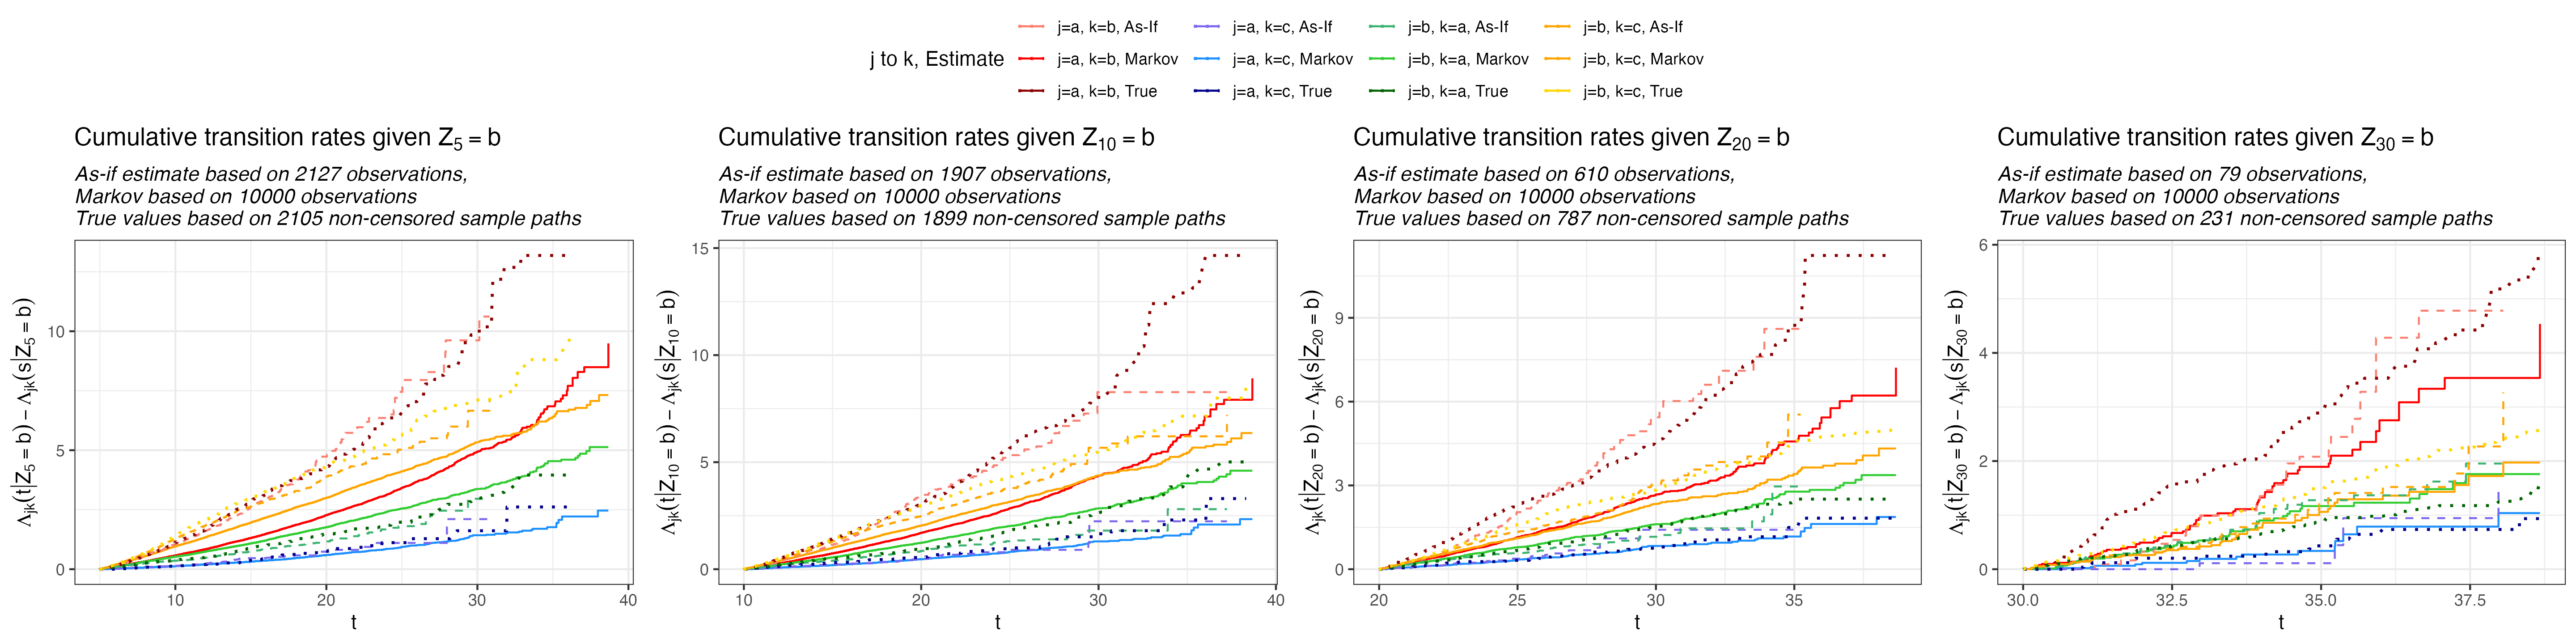 j to k, Estimate
j=a, k=b, As-If
j=a, k=b, Markov
j=a, k=b, True
j=a, k=c, As-If
j=a, k=c, Markov
j=a, k=c, True
j=b, k=a, As-If
j=b, k=a, Markov
j=b, k=a, True
j=b, k=c, As-If
j=b, k=c, Markov
j=b, k=c, True
Cumulative transition rates given Z₅ = b
As-if estimate based on 2127 observations,
Markov based on 10000 observations
True values based on 2105 non-censored sample paths
Λjk(t|Z₅ = b) − Λjk(s|Z₅ = b)
10
5
0
10 20 30 40
t
Cumulative transition rates given Z₁₀ = b
As-if estimate based on 1907 observations,
Markov based on 10000 observations
True values based on 1899 non-censored sample paths
Λjk(t|Z₁₀ = b) − Λjk(s|Z₁₀ = b)
15
10
5
0
10 20 30 40
t
Cumulative transition rates given Z₂₀ = b
As-if estimate based on 610 observations,
Markov based on 10000 observations
True values based on 787 non-censored sample paths
Λjk(t|Z₂₀ = b) − Λjk(s|Z₂₀ = b)
9
6
3
0
20 25 30 35
t
Cumulative transition rates given Z₃₀ = b
As-if estimate based on 79 observations,
Markov based on 10000 observations
True values based on 231 non-censored sample paths
Λjk(t|Z₃₀ = b) − Λjk(s|Z₃₀ = b)
6
4
2
0
30.0 32.5 35.0 37.5
t